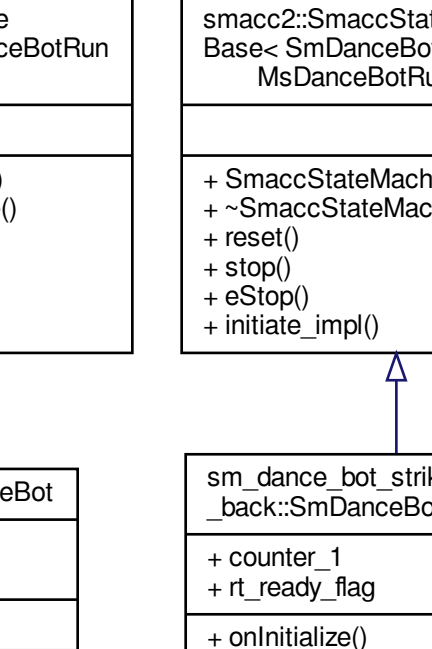 e
ceBotRun
)
()
smacc2::SmaccStat
Base< SmDanceBot
MsDanceBotRu
+ SmaccStateMach
+ ~SmaccStateMac
+ reset()
+ stop()
+ eStop()
+ initiate_impl()
eBot
sm_dance_bot_strik
_back::SmDanceBo
+ counter_1
+ rt_ready_flag
+ onInitialize()